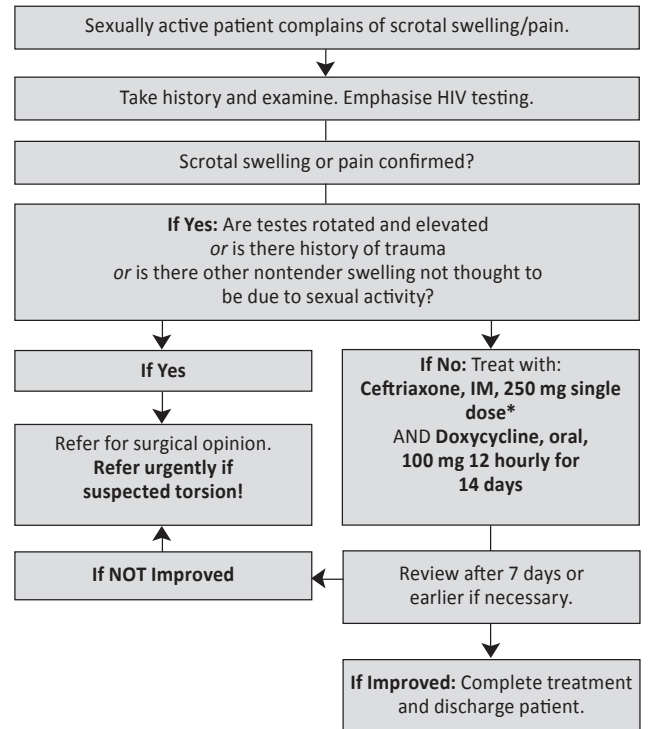 Sexually active patient complains of scrotal swelling/pain.
Take history and examine. Emphasise HIV testing.
Scrotal swelling or pain confirmed?
If Yes: Are testes rotated and elevated
or is there history of trauma
or is there other nontender swelling not thought to
be due to sexual activity?
If Yes
Refer for surgical opinion.
Refer urgently if
suspected torsion!
If No: Treat with:
Ceftriaxone, IM, 250 mg single
dose*
AND Doxycycline, oral,
100 mg 12 hourly for
14 days
If NOT Improved
Review after 7 days or
earlier if necessary.
If Improved: Complete treatment
and discharge patient.